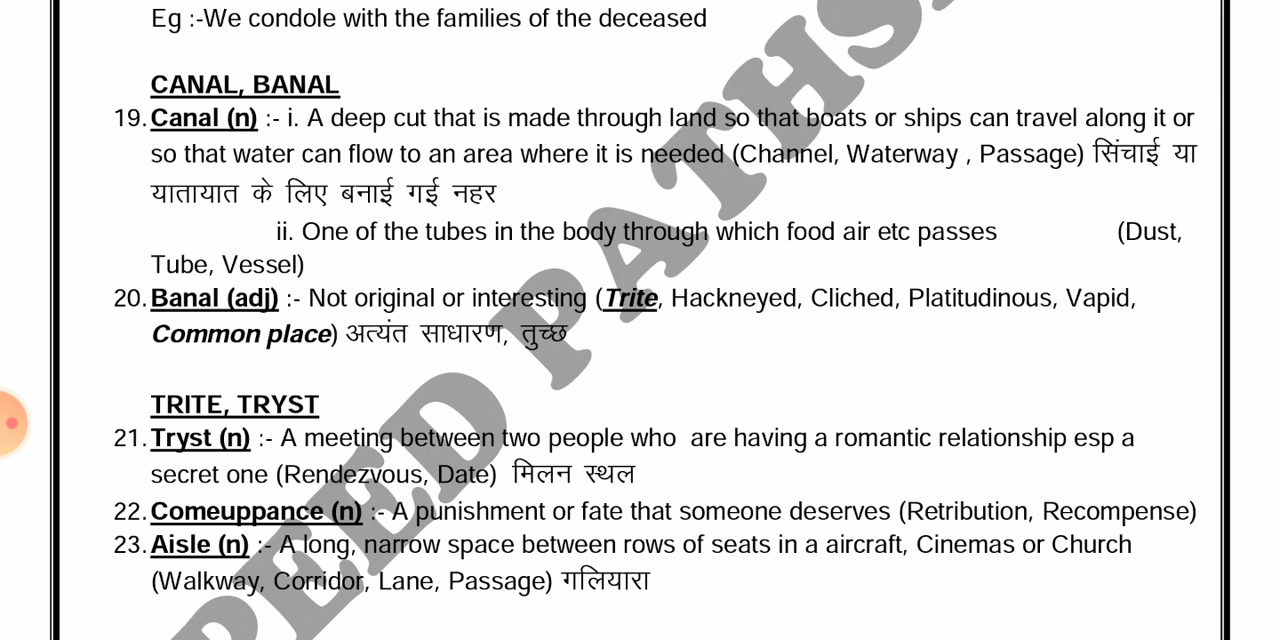 Eg :-We condole with the families of the deceased
CANAL, BANAL
19. Canal (n) :- i. A deep cut that is made through land so that boats or ships can travel along it or
so that water can flow to an area where it is needed (Channel, Waterway , Passage) सिंचाई या
यातायात के लिए बनाई गई नहर
ii. One of the tubes in the body through which food air etc passes (Dust,
Tube, Vessel)
20. Banal (adj) :- Not original or interesting (Trite, Hackneyed, Cliched, Platitudinous, Vapid,
Common place) अत्यंत साधारण, तुच्छ
TRITE, TRYST
21. Tryst (n) :- A meeting between two people who are having a romantic relationship esp a
secret one (Rendezvous, Date) मिलन स्थल
22. Comeuppance (n) :- A punishment or fate that someone deserves (Retribution, Recompense)
23. Aisle (n) :- A long, narrow space between rows of seats in a aircraft, Cinemas or Church
(Walkway, Corridor, Lane, Passage) गलियारा